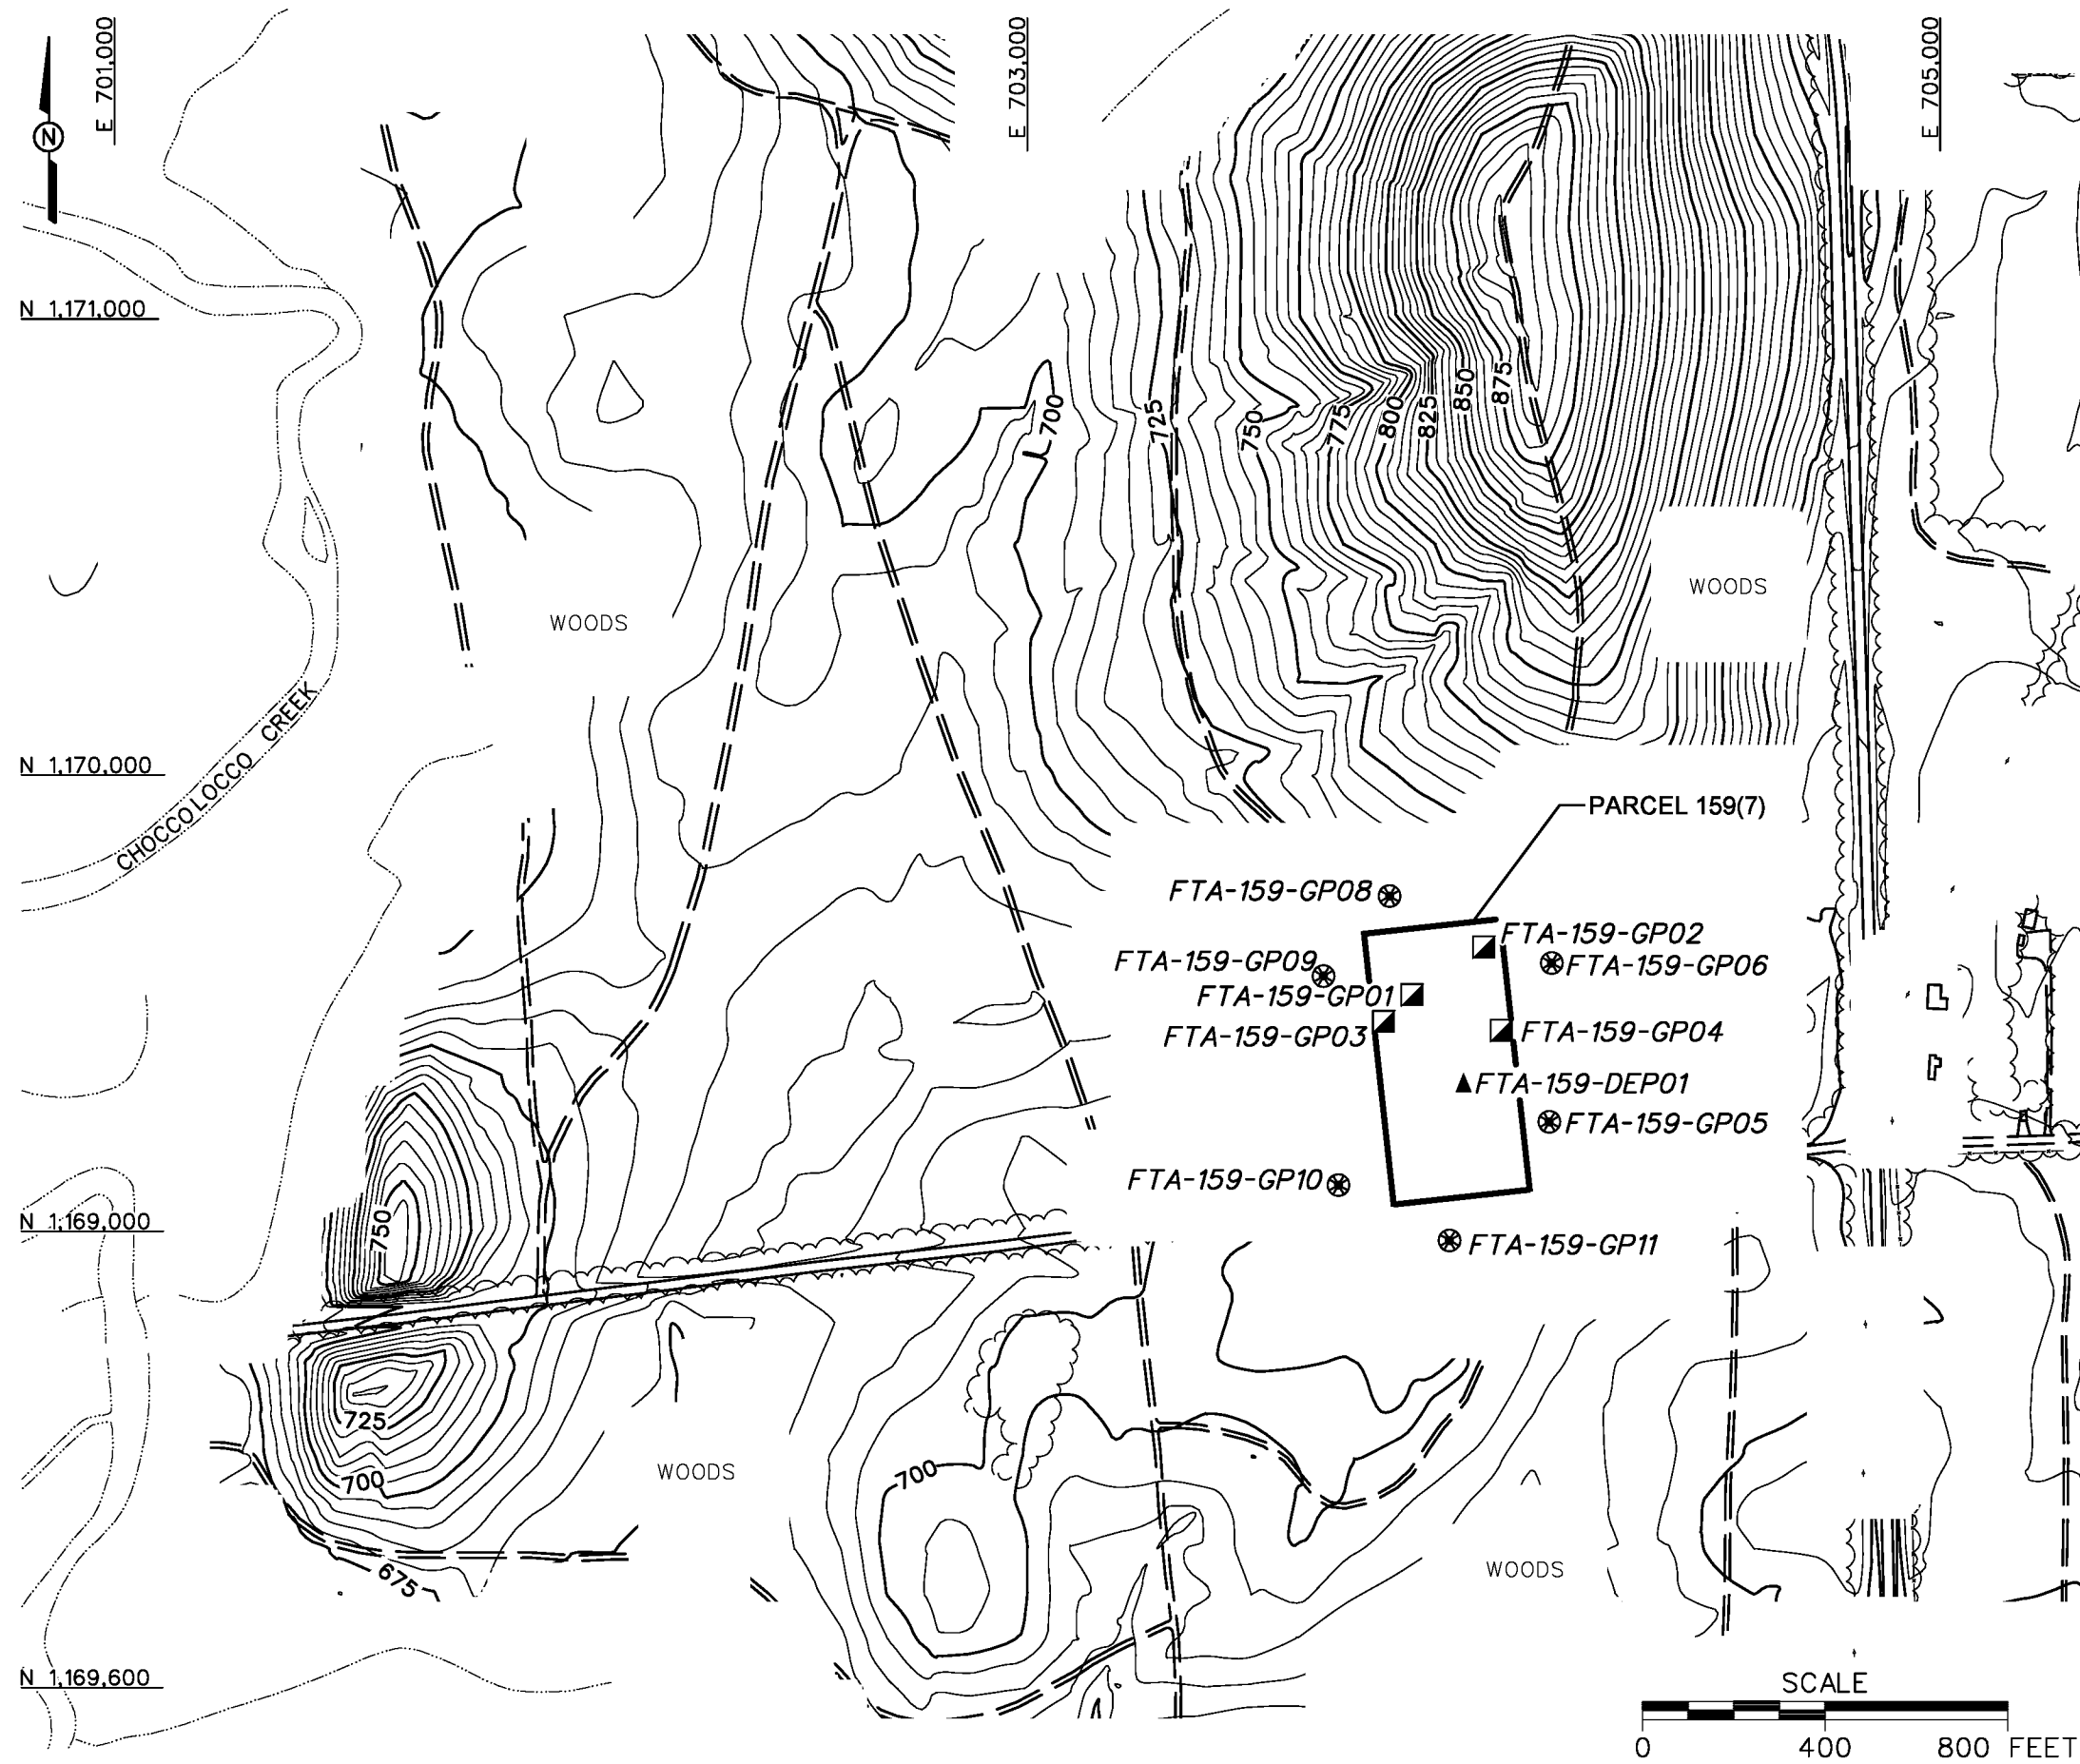 E 701,000
E 703,000
E 705,000
N
N 1,171,000
700
725
750
775
800
825
850
875
WOODS
WOODS
CHOCCOLOCCO CREEK
N 1,170,000
PARCEL 159(7)
FTA-159-GP08
FTA-159-GP02
FTA-159-GP09
FTA-159-GP06
FTA-159-GP01
FTA-159-GP03
FTA-159-GP04
FTA-159-DEP01
FTA-159-GP05
FTA-159-GP10
N 1,169,000
750
FTA-159-GP11
725
700
WOODS
700
WOODS
675
N 1,169,600
SCALE
0 400 800 FEET